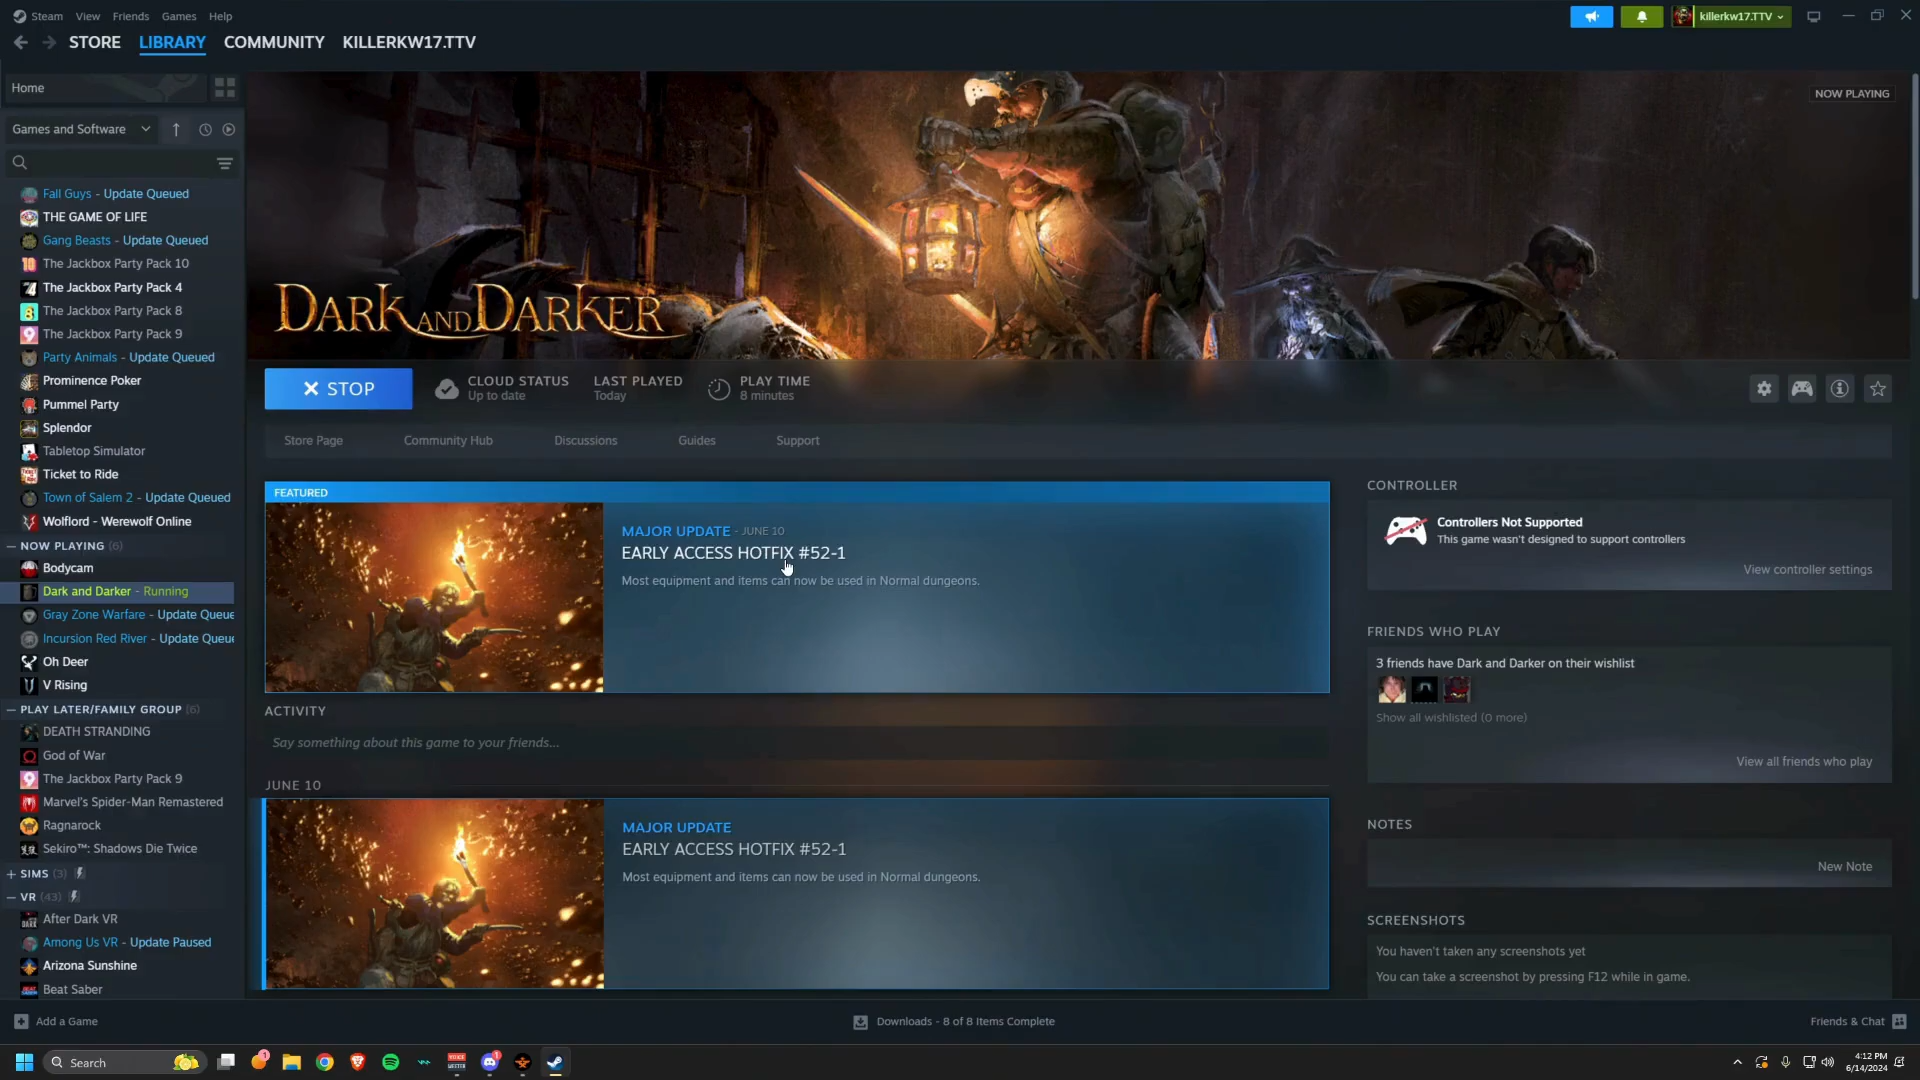 Steam View Friends Games Help
killerkw17.TTV
STORE LIBRARY COMMUNITY KILLERKW17.TTV
Home
NOW PLAYING
Games and Software
Fall Guys - Update Queued
THE GAME OF LIFE
Gang Beasts - Update Queued
The Jackbox Party Pack 10
The Jackbox Party Pack 4
The Jackbox Party Pack 8
The Jackbox Party Pack 9
Party Animals - Update Queued
Prominence Poker
Pummel Party
Splendor
Tabletop Simulator
Ticket to Ride
Town of Salem 2 - Update Queued
Wolflord - Werewolf Online
NOW PLAYING (6)
Bodycam
Dark and Darker - Running
Gray Zone Warfare - Update Queue
Incursion Red River - Update Queue
Oh Deer
V Rising
PLAY LATER/FAMILY GROUP (6)
DEATH STRANDING
God of War
The Jackbox Party Pack 9
Marvel's Spider-Man Remastered
Ragnarock
Sekiro™: Shadows Die Twice
SIMS (3)
VR (43)
After Dark VR
Among Us VR - Update Paused
Arizona Sunshine
Beat Saber
DARK AND DARKER
STOP
CLOUD STATUS
Up to date
LAST PLAYED
Today
PLAY TIME
8 minutes
Store Page Community Hub Discussions Guides Support
FEATURED
MAJOR UPDATE - JUNE 10
EARLY ACCESS HOTFIX #52-1
Most equipment and items can now be used in Normal dungeons.
ACTIVITY
Say something about this game to your friends...
JUNE 10
MAJOR UPDATE
EARLY ACCESS HOTFIX #52-1
Most equipment and items can now be used in Normal dungeons.
CONTROLLER
Controllers Not Supported
This game wasn't designed to support controllers
View controller settings
FRIENDS WHO PLAY
3 friends have Dark and Darker on their wishlist
Show all wishlisted (0 more)
View all friends who play
NOTES
New Note
SCREENSHOTS
You haven't taken any screenshots yet
You can take a screenshot by pressing F12 while in game.
Add a Game
Downloads - 8 of 8 Items Complete
Friends & Chat
Search
4:12 PM
6/14/2024